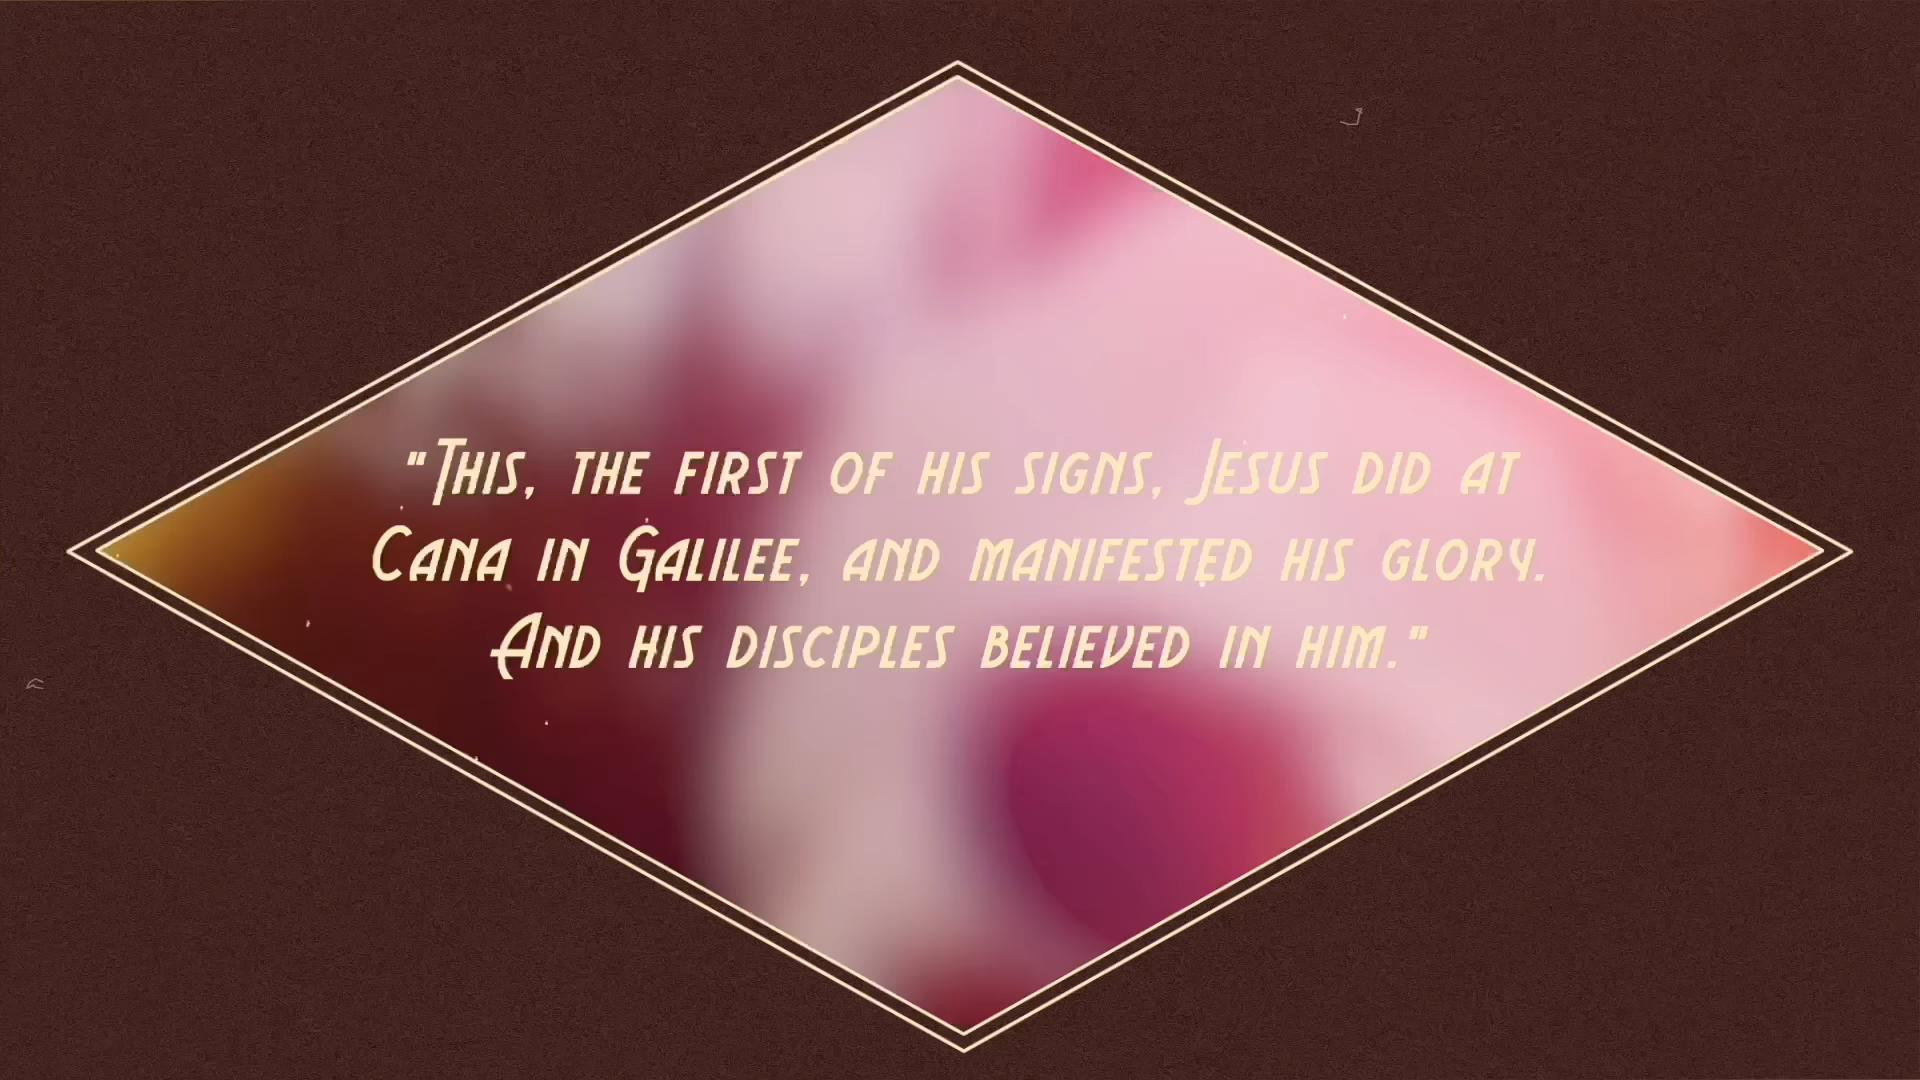 "This, the first of his signs, Jesus did at
Cana in Galilee, and manifested his glory.
And his disciples believed in him."